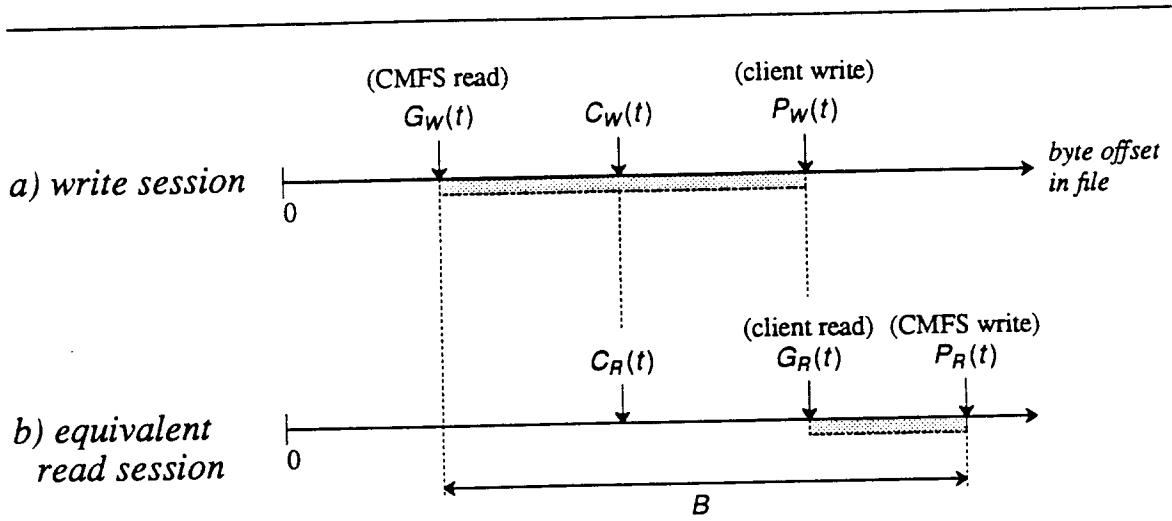 (CMFS read) (client write)
G_W(t) C_W(t) P_W(t)
a) write session
byte offset
in file
0
(client read) (CMFS write)
C_R(t) G_R(t) P_R(t)
b) equivalent
read session
0
B